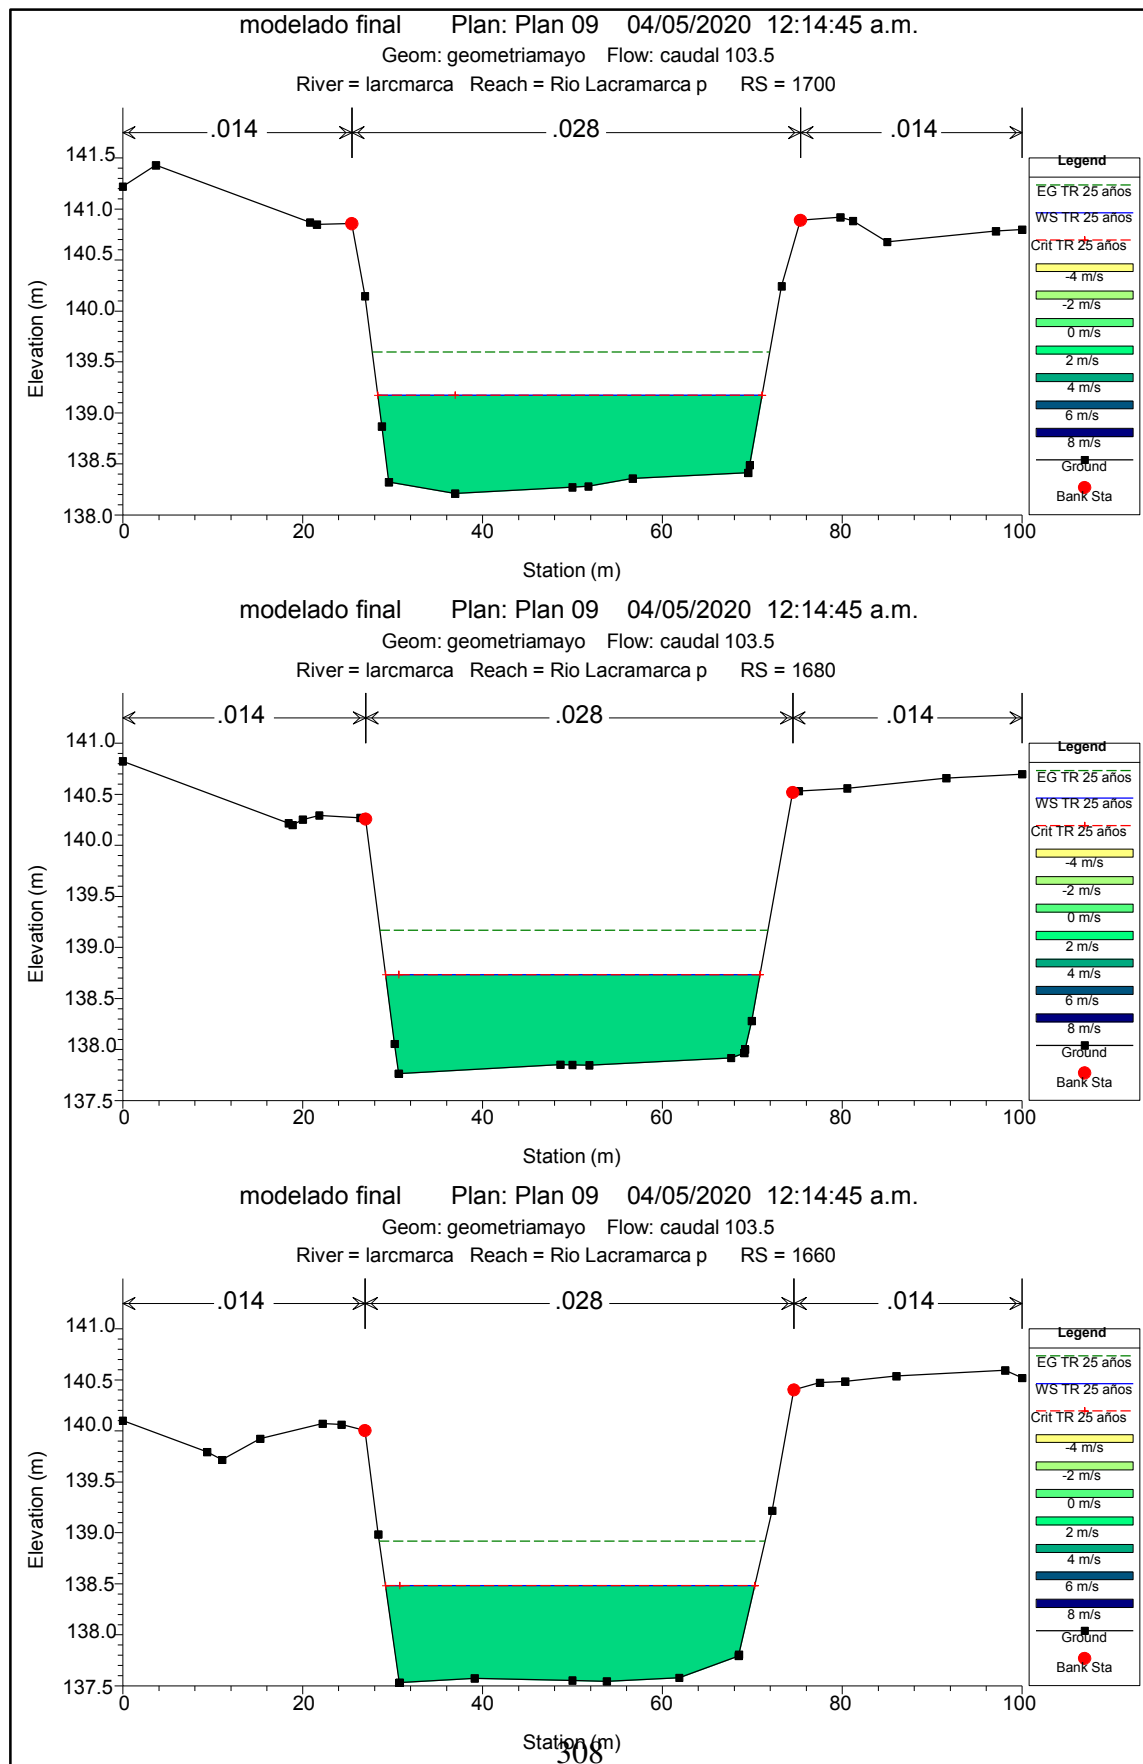 modelado final Plan: Plan 09 04/05/2020 12:14:45 a.m.
Geom: geometriamayo Flow: caudal 103.5
River = larcmarca Reach = Rio Lacramarca p RS = 1700
.014 .028 .014
Legend
EG TR 25 años
WS TR 25 años
Crit TR 25 años
-4 m/s
-2 m/s
0 m/s
2 m/s
4 m/s
6 m/s
8 m/s
Ground
Bank Sta
141.5
141.0
140.5
140.0
139.5
139.0
138.5
138.0
Elevation (m)
0 20 40 60 80 100
Station (m)
modelado final Plan: Plan 09 04/05/2020 12:14:45 a.m.
Geom: geometriamayo Flow: caudal 103.5
River = larcmarca Reach = Rio Lacramarca p RS = 1680
.014 .028 .014
Legend
EG TR 25 años
WS TR 25 años
Crit TR 25 años
-4 m/s
-2 m/s
0 m/s
2 m/s
4 m/s
6 m/s
8 m/s
Ground
Bank Sta
141.0
140.5
140.0
139.5
139.0
138.5
138.0
137.5
Elevation (m)
0 20 40 60 80 100
Station (m)
modelado final Plan: Plan 09 04/05/2020 12:14:45 a.m.
Geom: geometriamayo Flow: caudal 103.5
River = larcmarca Reach = Rio Lacramarca p RS = 1660
.014 .028 .014
Legend
EG TR 25 años
WS TR 25 años
Crit TR 25 años
-4 m/s
-2 m/s
0 m/s
2 m/s
4 m/s
6 m/s
8 m/s
Ground
Bank Sta
141.0
140.5
140.0
139.5
139.0
138.5
138.0
137.5
Elevation (m)
0 20 40 60 80 100
Station (m)
308